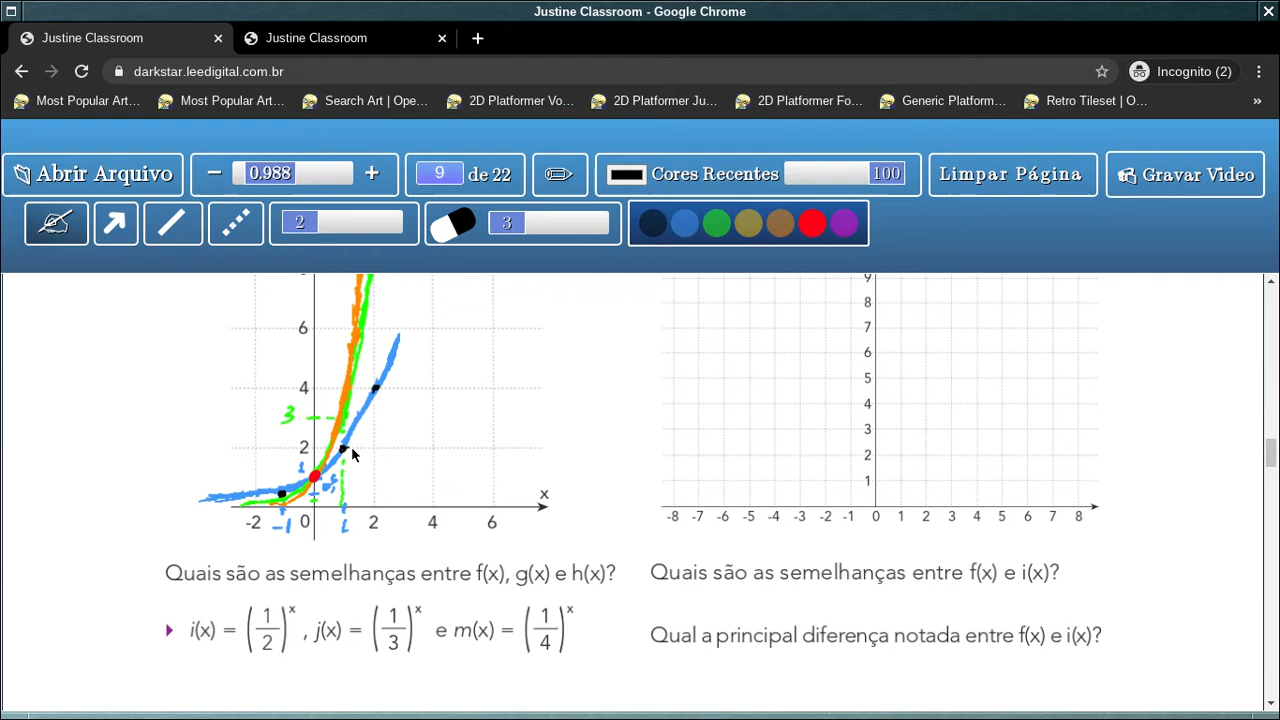 Justine Classroom - Google Chrome
Justine Classroom
Justine Classroom
darkstar.leedigital.com.br
Incognito (2)
Most Popular Art…
Most Popular Art…
Search Art | Ope…
2D Platformer Vo…
2D Platformer Ju…
2D Platformer Fo…
Generic Platform…
Retro Tileset | O…
»
Abrir Arquivo
− 0.988 +
9 de 22
Cores Recentes 100
Limpar Página
Gravar Video
2
3
6
4
2
3
1
-2 0 2 4 6
x
-1
1
9
8
7
6
5
4
3
2
1
-8 -7 -6 -5 -4 -3 -2 -1 0 1 2 3 4 5 6 7 8
Quais são as semelhanças entre f(x), g(x) e h(x)?
i(x) = (1/2)^x , j(x) = (1/3)^x e m(x) = (1/4)^x
Quais são as semelhanças entre f(x) e i(x)?
Qual a principal diferença notada entre f(x) e i(x)?